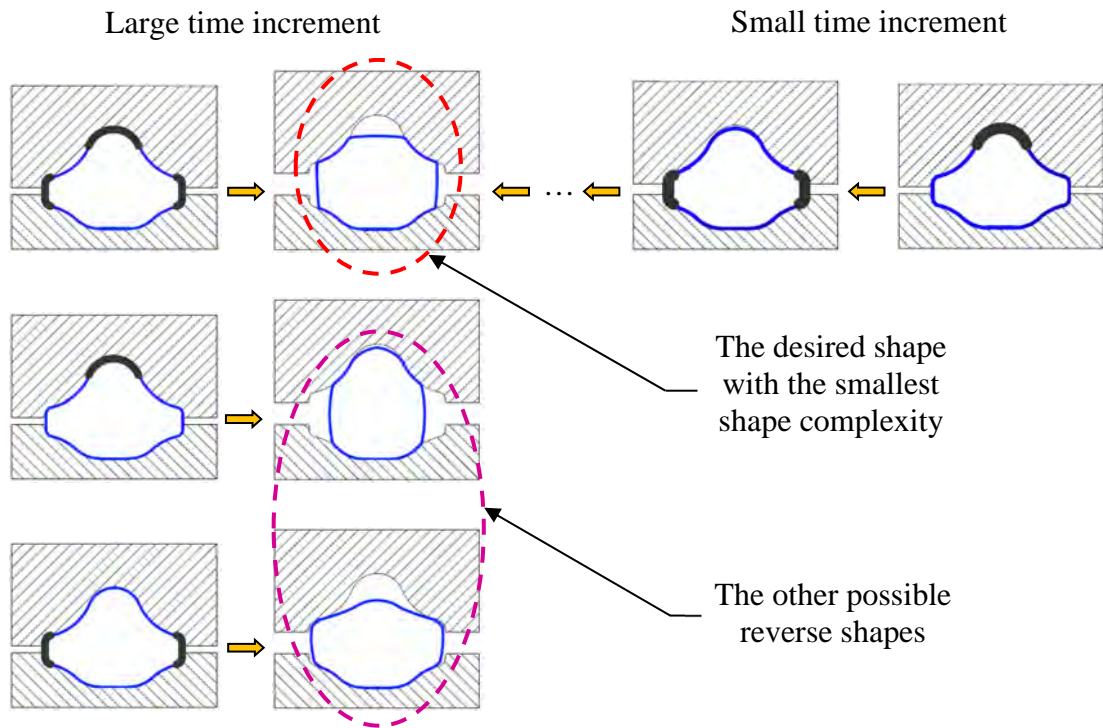 Large time increment
Small time increment
...
The desired shape
with the smallest
shape complexity
The other possible
reverse shapes